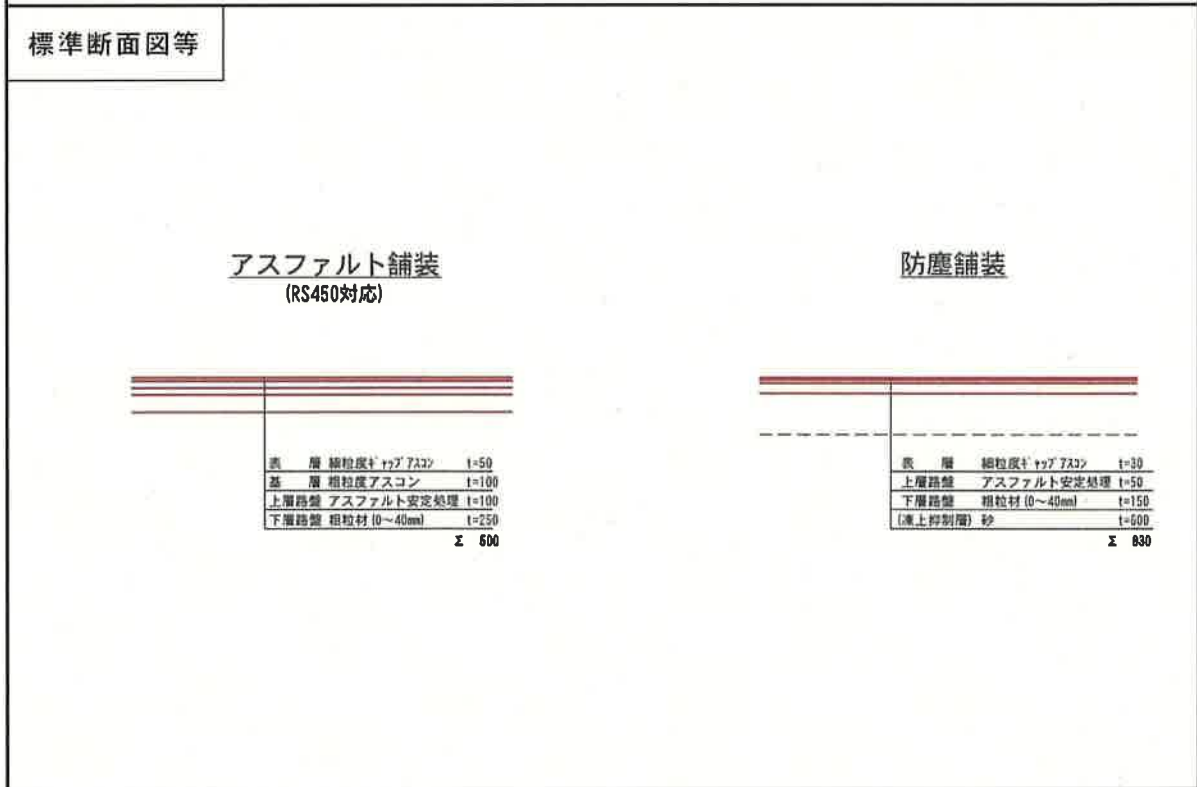 標準断面図等
アスファルト舗装
(RS450対応)
表 層 細粒度ギャップアスコン t=50
基 層 粗粒度アスコン t=100
上層路盤 アスファルト安定処理 t=100
下層路盤 粗粒材 (0～40mm) t=250
Σ 500
防塵舗装
表 層 細粒度ギャップアスコン t=30
上層路盤 アスファルト安定処理 t=50
下層路盤 粗粒材 (0～40mm) t=150
(凍上抑制層) 砂 t=600
Σ 830